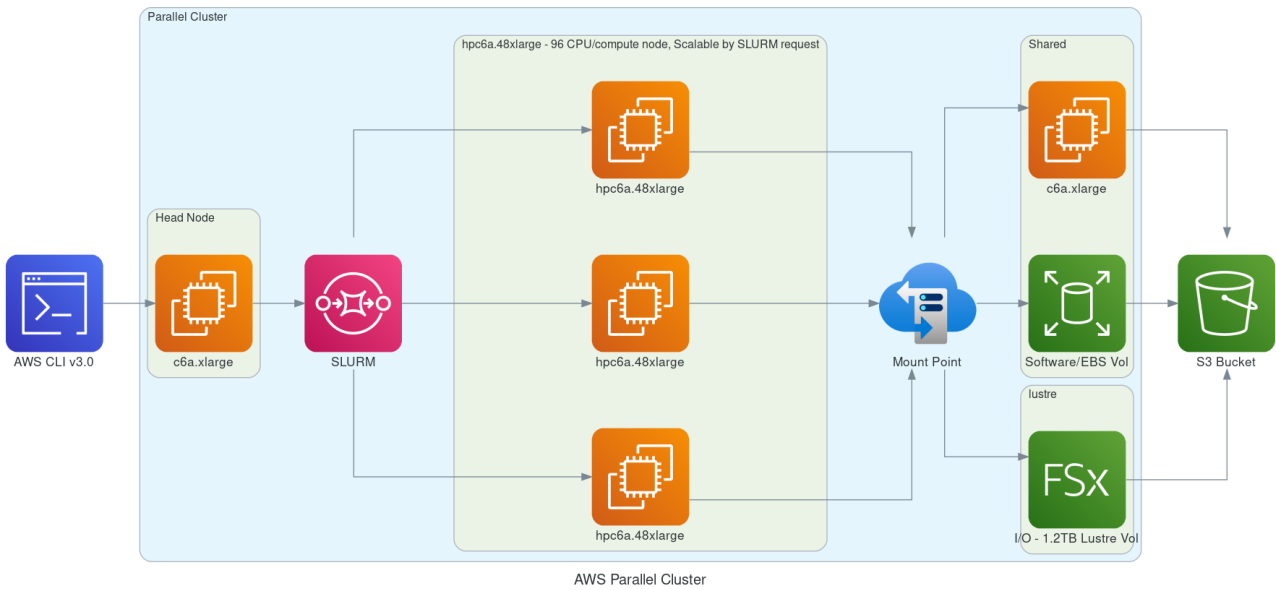 Parallel Cluster
hpc6a.48xlarge - 96 CPU/compute node, Scalable by SLURM request
Shared
hpc6a.48xlarge
c6a.xlarge
Head Node
AWS CLI v3.0
c6a.xlarge
SLURM
hpc6a.48xlarge
Mount Point
Software/EBS Vol
S3 Bucket
lustre
FSx
hpc6a.48xlarge
I/O - 1.2TB Lustre Vol
AWS Parallel Cluster